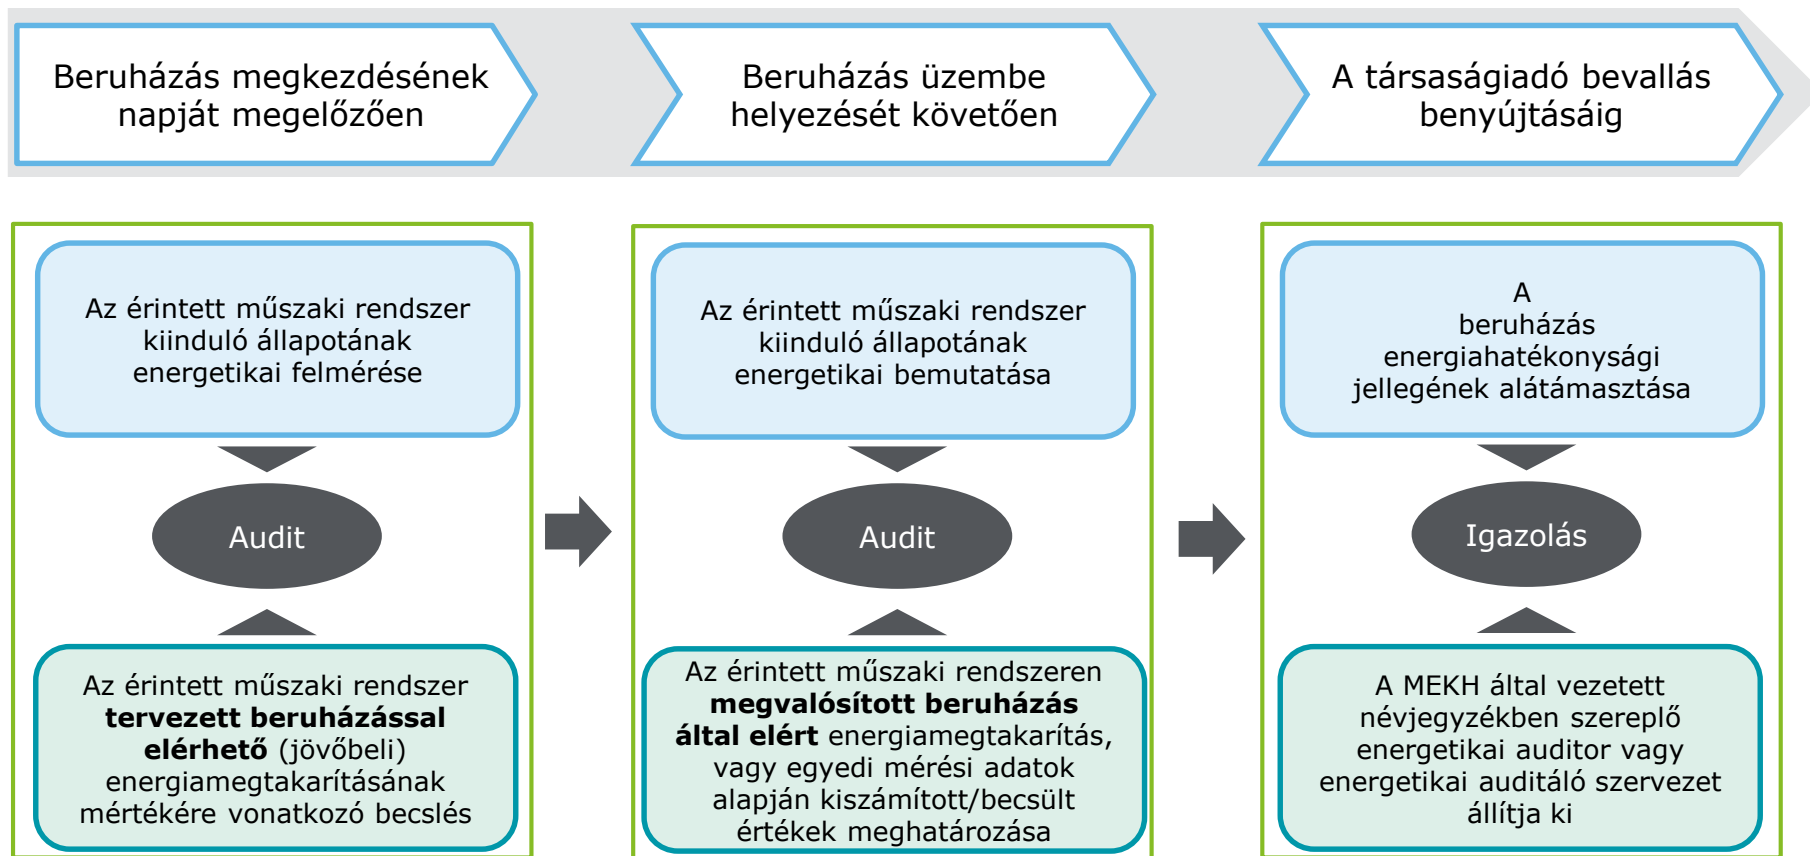 Beruházás megkezdésének
napját megelőzően
Beruházás üzembe
helyezését követően
A társaságiadó bevallás
benyújtásáig
Az érintett műszaki rendszer
kiinduló állapotának
energetikai felmérése
Audit
Az érintett műszaki rendszer
tervezett beruházással
elérhető (jövőbeli)
energiamegtakarításának
mértékére vonatkozó becslés
Az érintett műszaki rendszer
kiinduló állapotának
energetikai bemutatása
Audit
Az érintett műszaki rendszeren
megvalósított beruházás
által elért energiamegtakarítás,
vagy egyedi mérési adatok
alapján kiszámított/becsült
értékek meghatározása
A
beruházás
energiahatékonysági
jellegének alátámasztása
Igazolás
A MEKH által vezetett
névjegyzékben szereplő
energetikai auditor vagy
energetikai auditáló szervezet
állítja ki